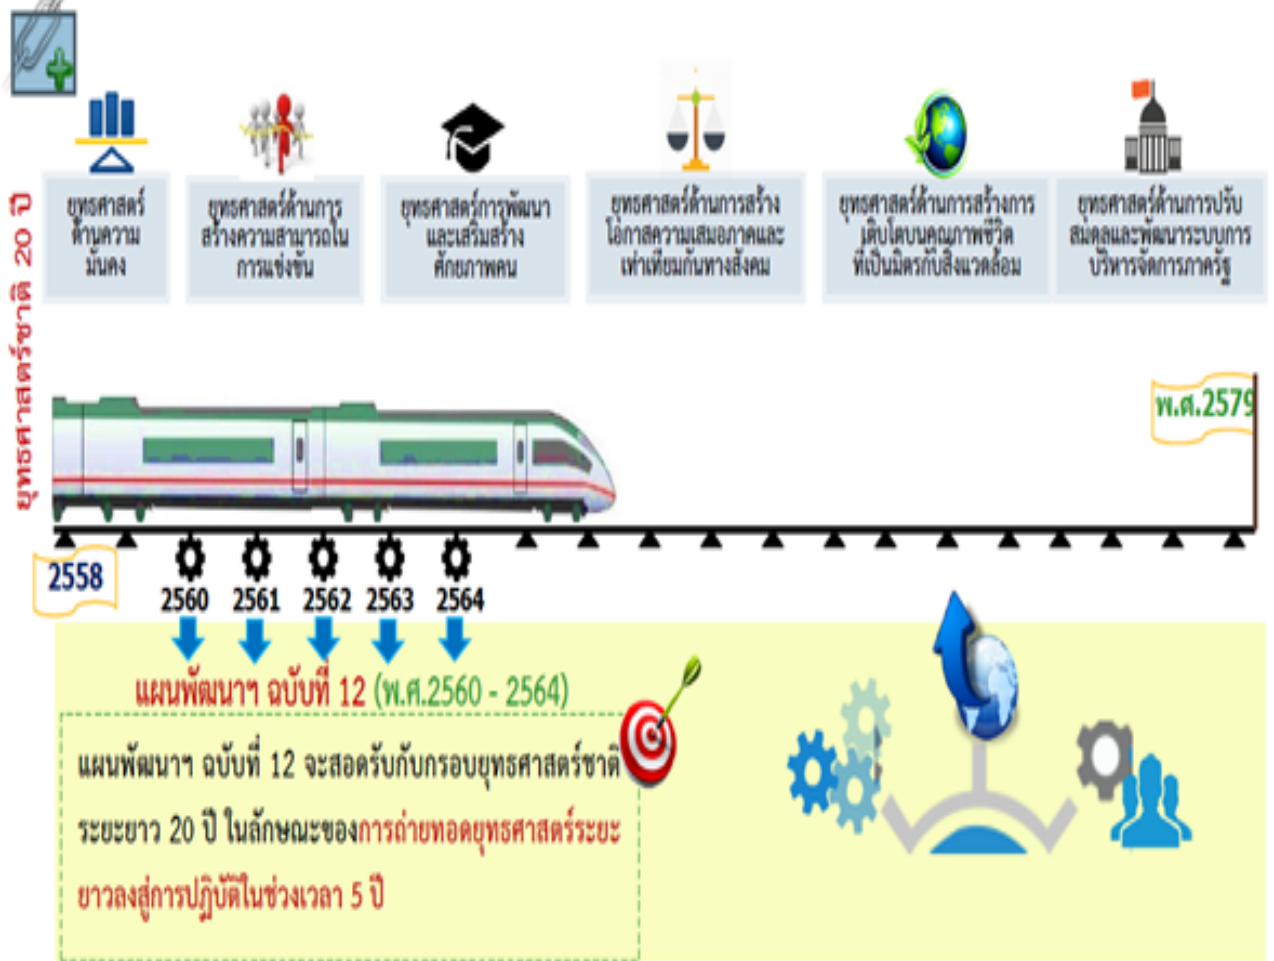 ยุทธศาสตร์ชาติ 20 ปี
ยุทธศาสตร์
ด้านความ
มั่นคง
ยุทธศาสตร์ด้านการ
สร้างความสามารถใน
การแข่งขัน
ยุทธศาสตร์การพัฒนา
และเสริมสร้าง
ศักยภาพคน
ยุทธศาสตร์ด้านการสร้าง
โอกาสความเสมอภาคและ
เท่าเทียมกันทางสังคม
ยุทธศาสตร์ด้านการสร้างการ
เติบโตบนคุณภาพชีวิต
ที่เป็นมิตรกับสิ่งแวดล้อม
ยุทธศาสตร์ด้านการปรับ
สมดุลและพัฒนาระบบการ
บริหารจัดการภาครัฐ
พ.ศ.2579
2558
2560 2561 2562 2563 2564
แผนพัฒนาฯ ฉบับที่ 12 (พ.ศ.2560 - 2564)
แผนพัฒนาฯ ฉบับที่ 12 จะสอดรับกับกรอบยุทธศาสตร์ชาติ
ระยะยาว 20 ปี ในลักษณะของการถ่ายทอดยุทธศาสตร์ระยะ
ยาวลงสู่การปฏิบัติในช่วงเวลา 5 ปี